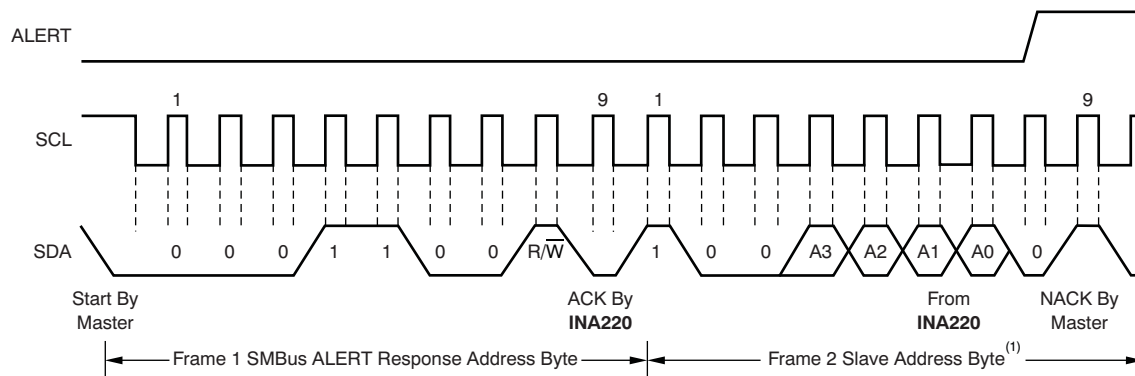 ALERT
1 9 1 9
SCL
SDA
0 0 0 1 1 0 0 R/W̅ 1 0 0 A3 A2 A1 A0 0
Start By
Master
ACK By
INA220
From
INA220
NACK By
Master
Frame 1 SMBus ALERT Response Address Byte
Frame 2 Slave Address Byte(1)